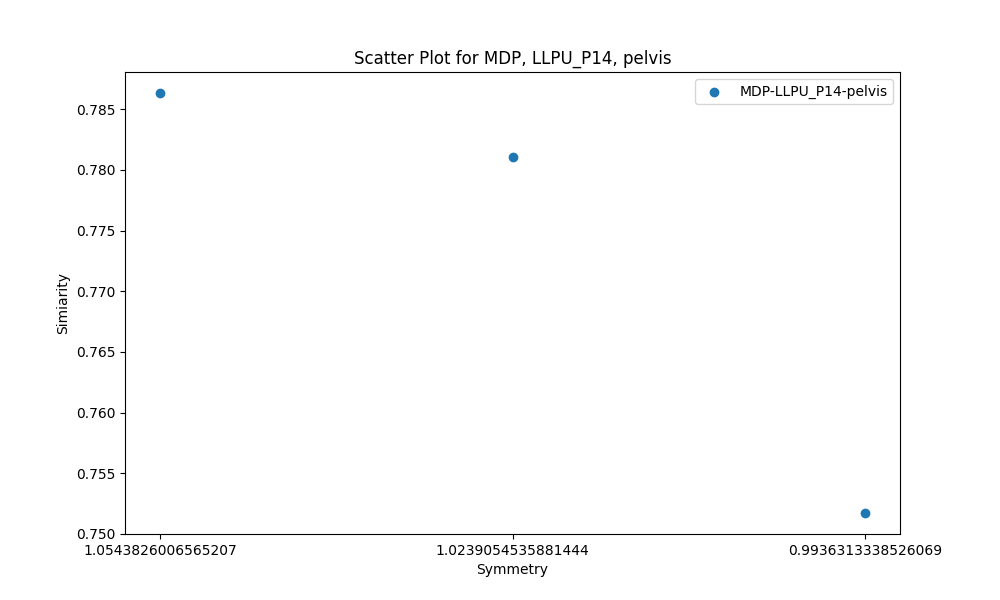 Scatter Plot for MDP, LLPU_P14, pelvis
MDP-LLPU_P14-pelvis
0.785
0.780
0.775
0.770
0.765
0.760
0.755
0.750
Simiarity
1.0543826006565207
1.0239054535881444
0.9936313338526069
Symmetry